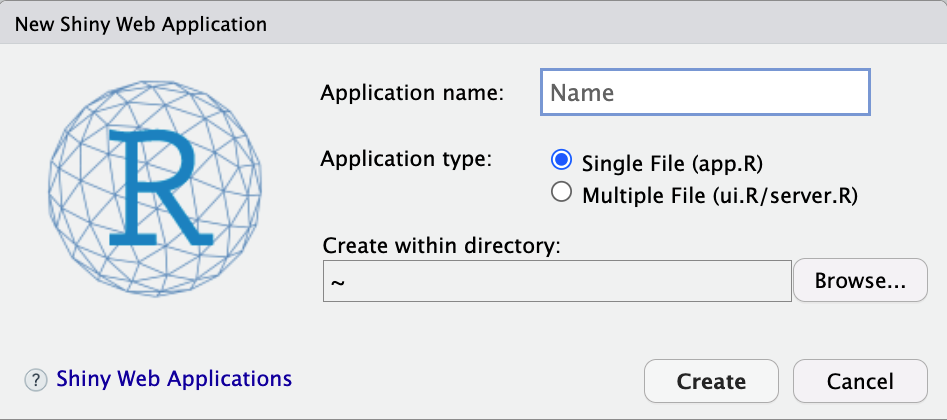 New Shiny Web Application
R
Application name:
Name
Application type:
Single File (app.R)
Multiple File (ui.R/server.R)
Create within directory:
~
Browse...
? Shiny Web Applications
Create
Cancel